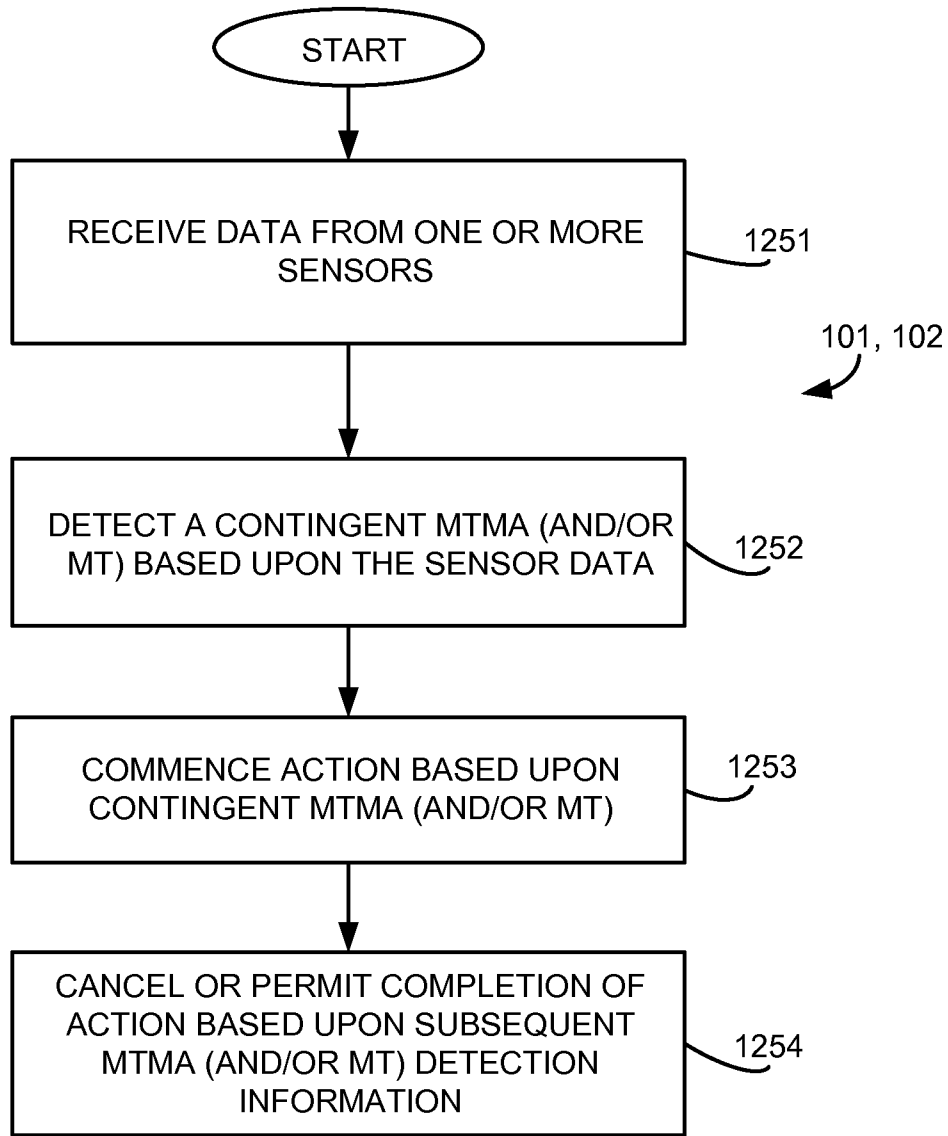 START
RECEIVE DATA FROM ONE OR MORE
SENSORS
1251
101, 102
DETECT A CONTINGENT MTMA (AND/OR
MT) BASED UPON THE SENSOR DATA
1252
COMMENCE ACTION BASED UPON
CONTINGENT MTMA (AND/OR MT)
1253
CANCEL OR PERMIT COMPLETION OF
ACTION BASED UPON SUBSEQUENT
MTMA (AND/OR MT) DETECTION
INFORMATION
1254